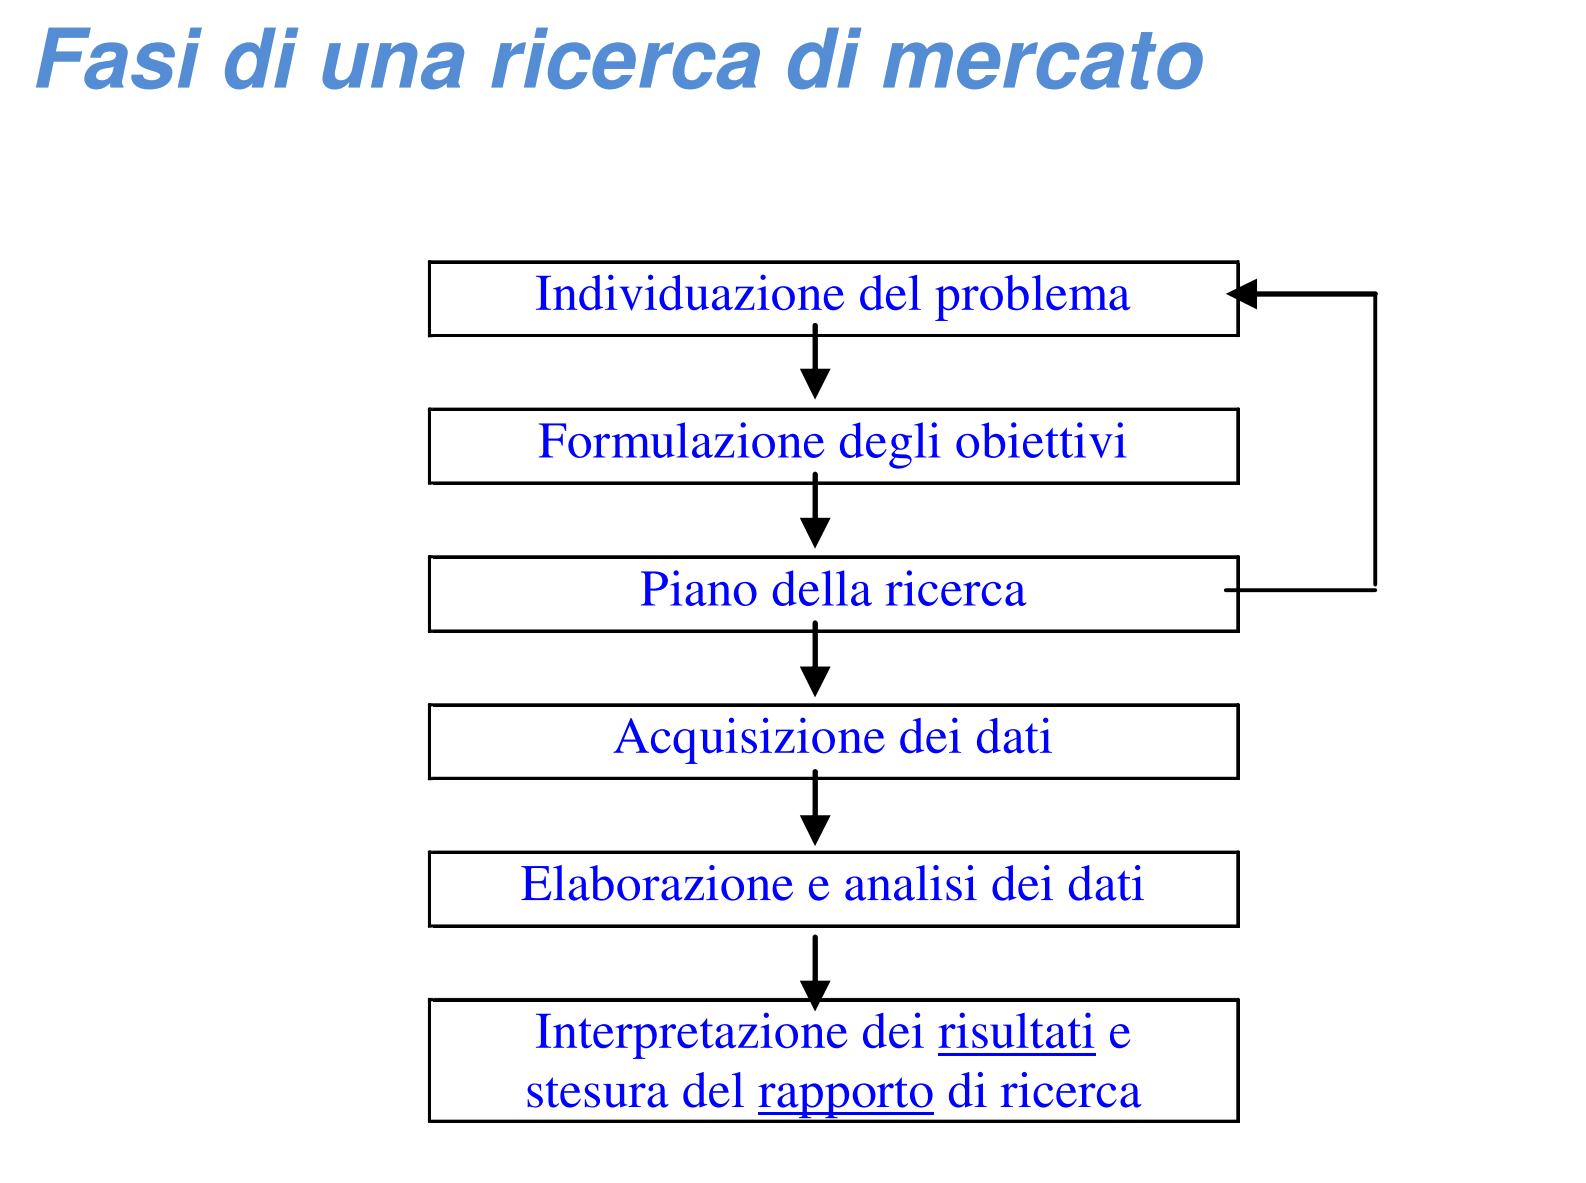 Fasi di una ricerca di mercato
Individuazione del problema
Formulazione degli obiettivi
Piano della ricerca
Acquisizione dei dati
Elaborazione e analisi dei dati
Interpretazione dei risultati e
stesura del rapporto di ricerca